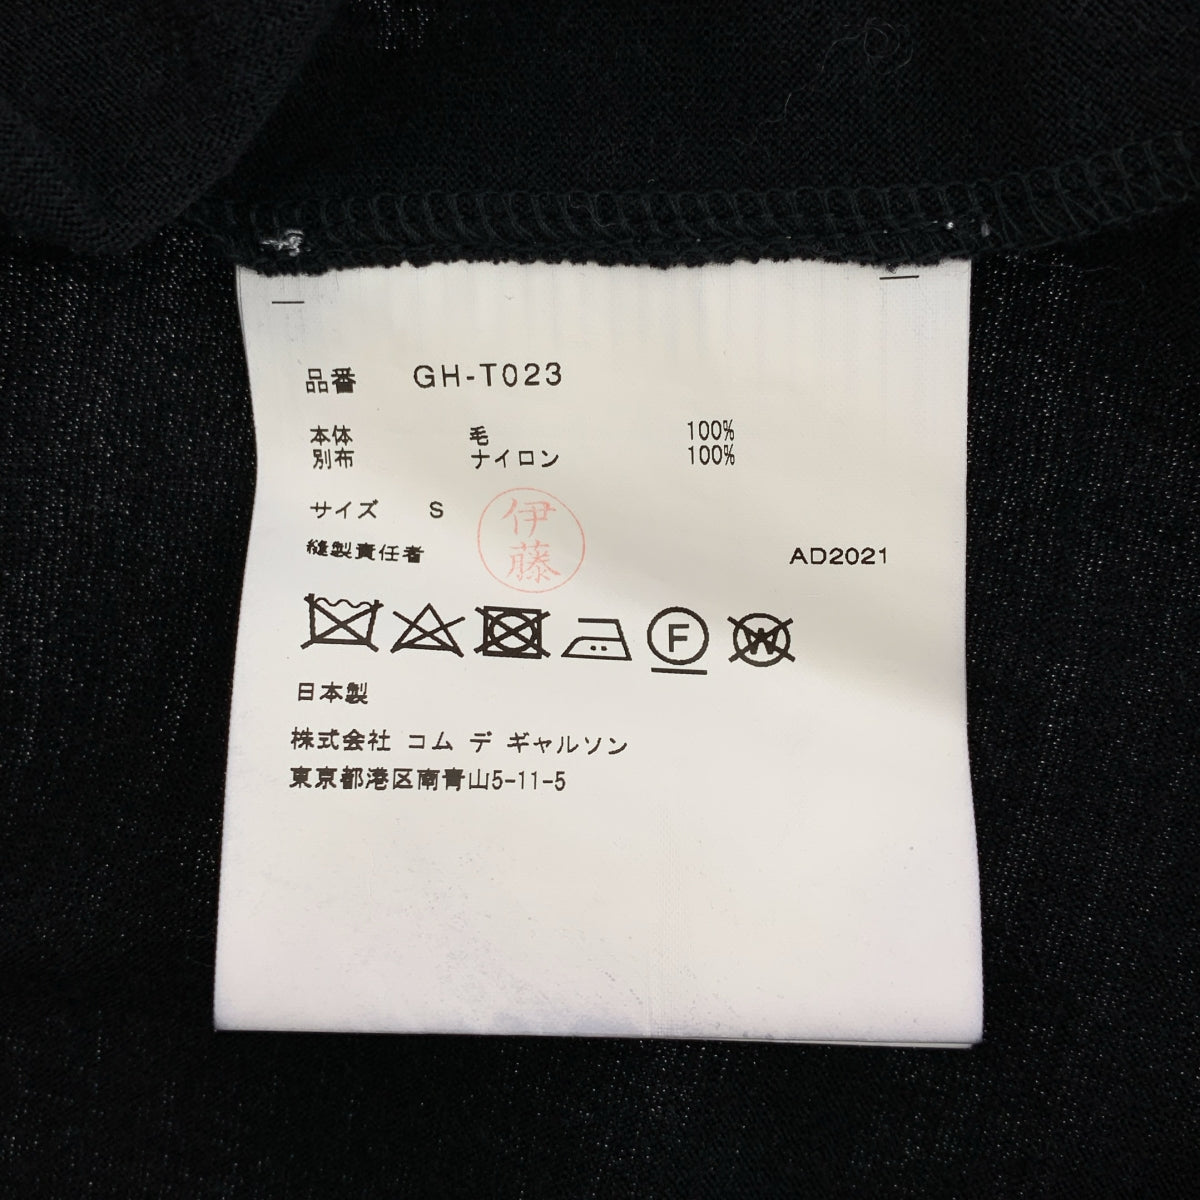 品番 GH-T023
本体 毛 100%
別布 ナイロン 100%
サイズ S
伊藤
縫製責任者 AD2021
F W
日本製
株式会社 コム デ ギャルソン
東京都港区南青山5-11-5